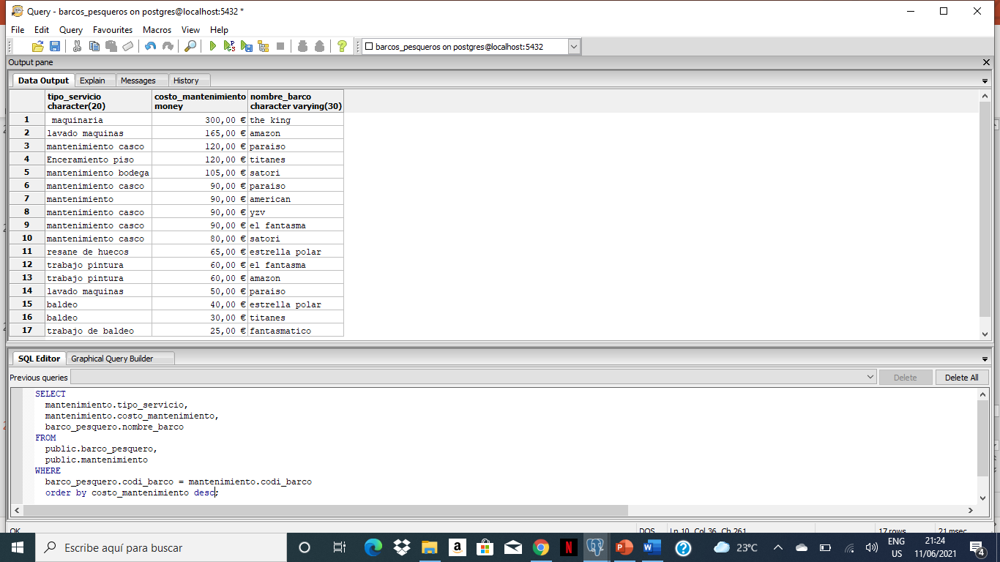 Query - barcos_pesqueros on postgres@localhost:5432 *
File Edit Query Favourites Macros View Help
barcos_pesqueros on postgres@localhost:5432
Output pane
Data Output Explain Messages History
tipo_servicio costo_mantenimiento nombre_barco
character(20) money character varying(30)
1 maquinaria 300,00 € the king
2 lavado maquinas 165,00 € amazon
3 mantenimiento casco 120,00 € paraiso
4 Enceramiento piso 120,00 € titanes
5 mantenimiento bodega 105,00 € satori
6 mantenimiento casco 90,00 € paraiso
7 mantenimiento 90,00 € american
8 mantenimiento casco 90,00 € yzv
9 mantenimiento casco 90,00 € el fantasma
10 mantenimiento casco 80,00 € satori
11 resane de huecos 65,00 € estrella polar
12 trabajo pintura 60,00 € el fantasma
13 trabajo pintura 60,00 € amazon
14 lavado maquinas 50,00 € paraiso
15 baldeo 40,00 € estrella polar
16 baldeo 30,00 € titanes
17 trabajo de baldeo 25,00 € fantasmatico
SQL Editor Graphical Query Builder
Previous queries Delete Delete All
SELECT
mantenimiento.tipo_servicio,
mantenimiento.costo_mantenimiento,
barco_pesquero.nombre_barco
FROM
public.barco_pesquero,
public.mantenimiento
WHERE
barco_pesquero.codi_barco = mantenimiento.codi_barco
order by costo_mantenimiento desc;
OK DOS Ln 10, Col 36, Ch 261 17 rows 21 msec
Escribe aquí para buscar 23°C ENG 21:24
US 11/06/2021 4